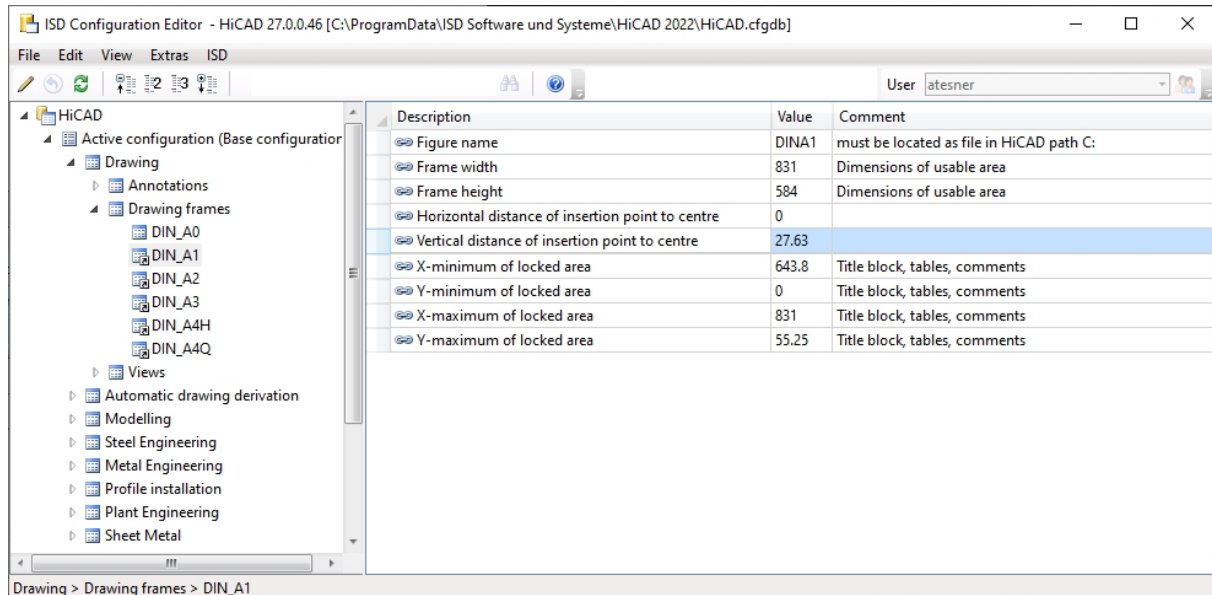 ISD Configuration Editor - HiCAD 27.0.0.46 [C:\ProgramData\ISD Software und Systeme\HiCAD 2022\HiCAD.cfgdb]
File Edit View Extras ISD
2 3 User atesner
HiCAD
Active configuration (Base configuration
Drawing
Annotations
Drawing frames
DIN_A0
DIN_A1
DIN_A2
DIN_A3
DIN_A4H
DIN_A4Q
Views
Automatic drawing derivation
Modelling
Steel Engineering
Metal Engineering
Profile installation
Plant Engineering
Sheet Metal
Description Value Comment
Figure name DINA1 must be located as file in HiCAD path C:
Frame width 831 Dimensions of usable area
Frame height 584 Dimensions of usable area
Horizontal distance of insertion point to centre 0
Vertical distance of insertion point to centre 27.63
X-minimum of locked area 643.8 Title block, tables, comments
Y-minimum of locked area 0 Title block, tables, comments
X-maximum of locked area 831 Title block, tables, comments
Y-maximum of locked area 55.25 Title block, tables, comments
Drawing > Drawing frames > DIN_A1